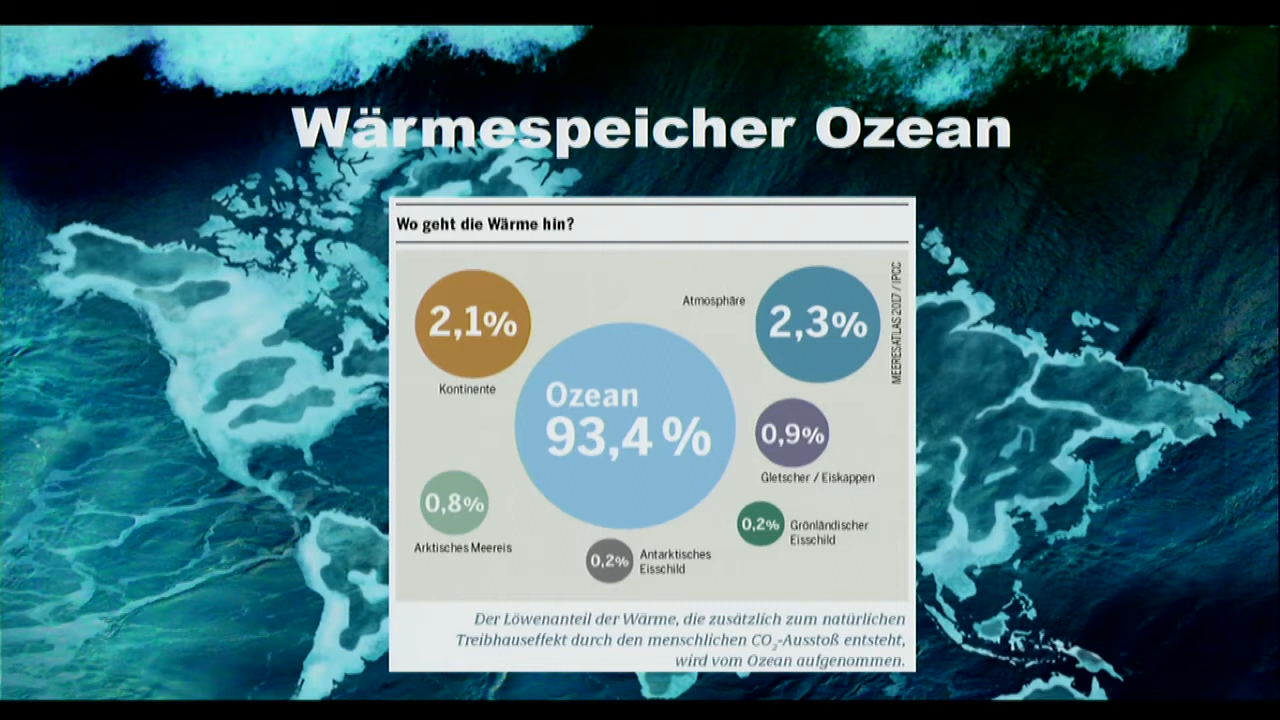 Wärmespeicher Ozean
Wo geht die Wärme hin?
2,1%
Kontinente
Atmosphäre
2,3%
MEERESATLAS 2017 / IPCC
Ozean
93,4 %
0,9%
Gletscher / Eiskappen
0,8%
Arktisches Meereis
0,2%
Grönländischer
Eisschild
0,2%
Antarktisches
Eisschild
Der Löwenanteil der Wärme, die zusätzlich zum natürlichen
Treibhauseffekt durch den menschlichen CO₂-Ausstoß entsteht,
wird vom Ozean aufgenommen.